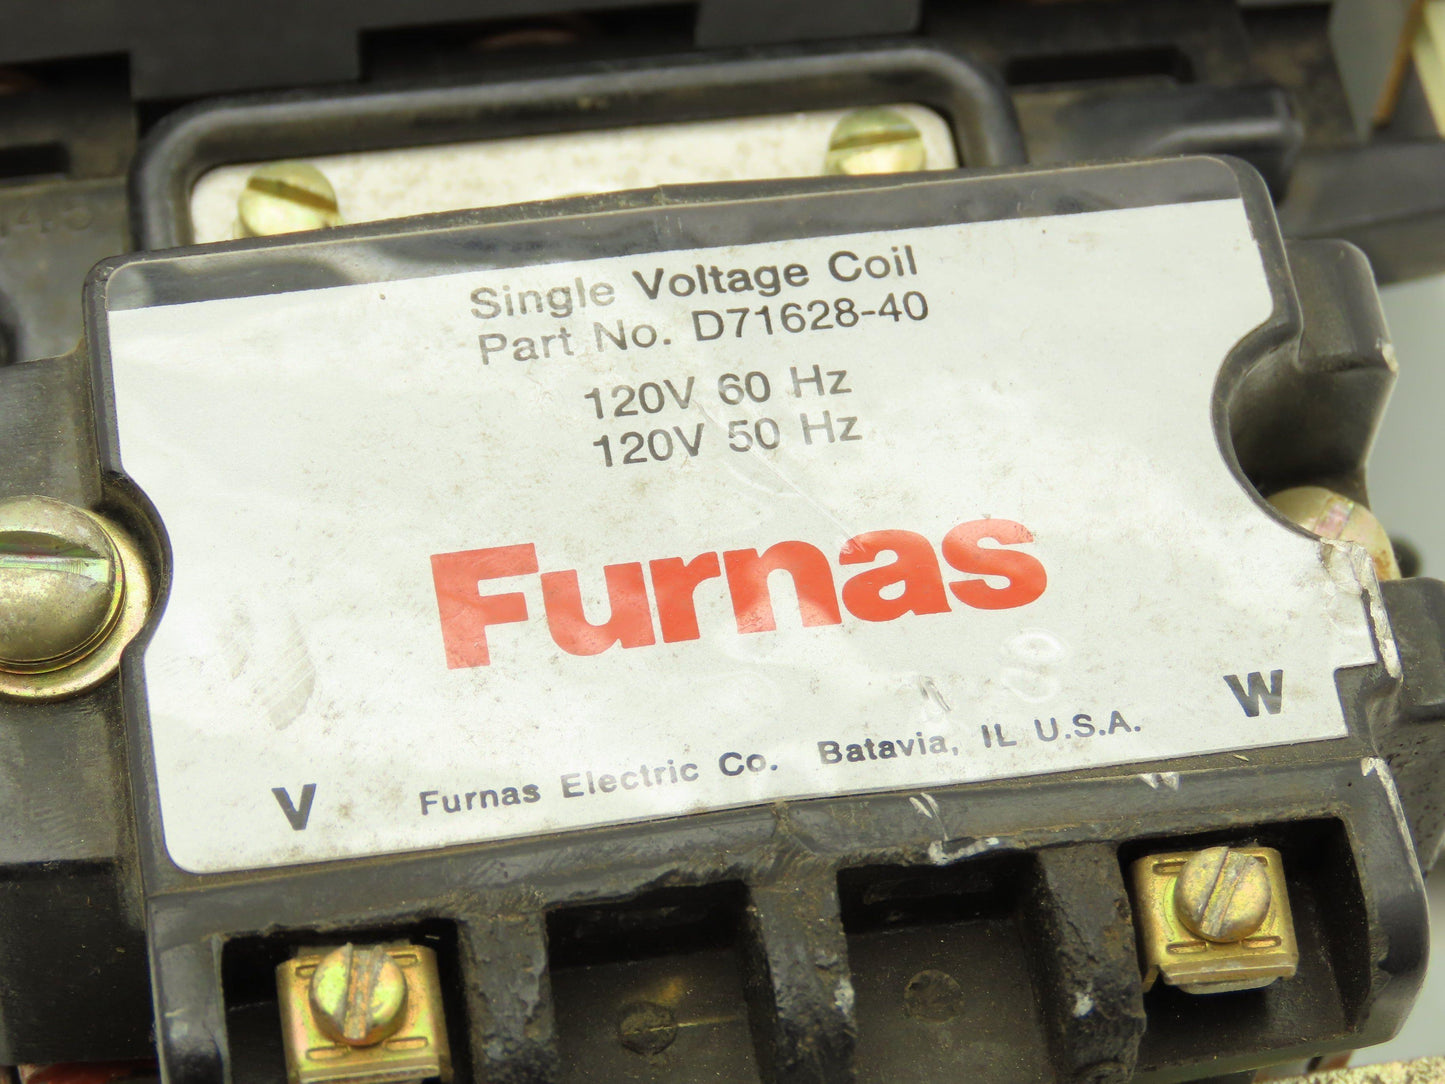 Single Voltage Coil
Part No. D71628-40
120V 60 Hz
120V 50 Hz
Furnas
V W
Furnas Electric Co. Batavia, IL U.S.A.